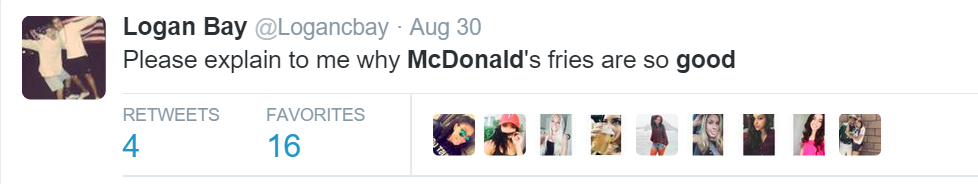 Logan Bay @Logancbay · Aug 30
Please explain to me why McDonald's fries are so good
RETWEETS FAVORITES
4 16